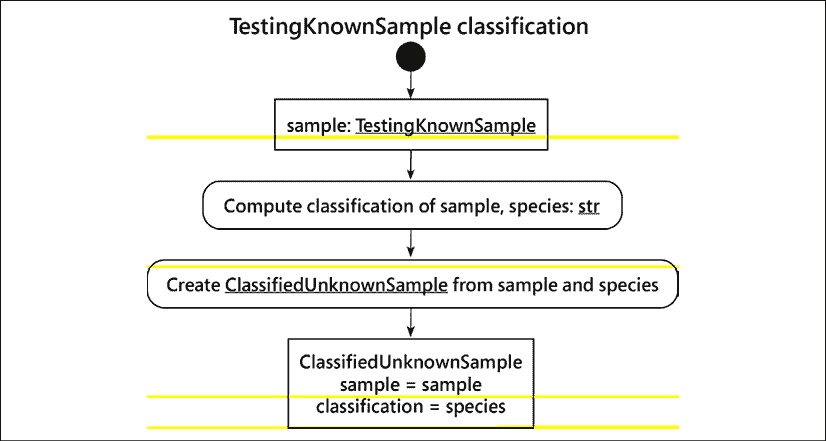 TestingKnownSample classification
sample: TestingKnownSample
Compute classification of sample, species: str
Create ClassifiedUnknownSample from sample and species
ClassifiedUnknownSample
sample = sample
classification = species